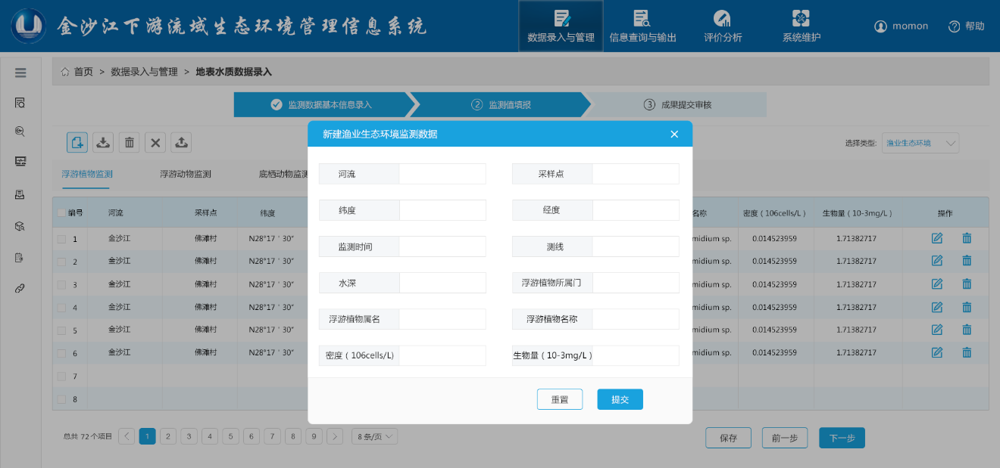 金沙江下游流域生态环境管理信息系统
数据录入与管理
信息查询与输出
评价分析
系统维护
momon
帮助
首页 > 数据录入与管理 > 地表水质数据录入
监测数据基本信息录入
2 监测值填报
3 成果提交审核
选择类型: 渔业生态环境
浮游植物监测 浮游动物监测 底栖动物监测
新建渔业生态环境监测数据
河流 采样点
纬度 经度
监测时间 测线
水深 浮游植物所属门
浮游植物属名 浮游植物名称
密度(106cells/L) 生物量(10-3mg/L)
重置 提交
编号 河流 采样点 纬度 名称 密度(106cells/L) 生物量(10-3mg/L) 操作
1 金沙江 佛滩村 N28°17′30″ midium sp. 0.014523959 1.71382717
2 金沙江 佛滩村 N28°17′30″ midium sp. 0.014523959 1.71382717
3 金沙江 佛滩村 N28°17′30″ midium sp. 0.014523959 1.71382717
4 金沙江 佛滩村 N28°17′30″ midium sp. 0.014523959 1.71382717
5 金沙江 佛滩村 N28°17′30″ midium sp. 0.014523959 1.71382717
6 金沙江 佛滩村 N28°17′30″ midium sp. 0.014523959 1.71382717
7
8
总共 72 个项目 < 1 2 3 4 5 6 7 8 9 > 8 条/页
保存 前一步 下一步